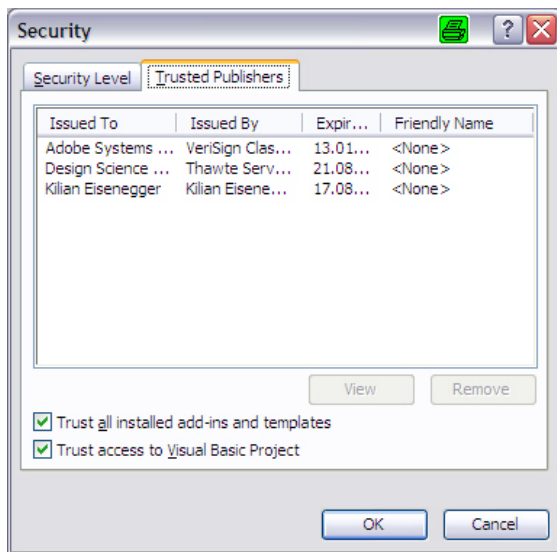 Security
Security Level Trusted Publishers
Issued To Issued By Expir... Friendly Name
Adobe Systems ... VeriSign Clas... 13.01... <None>
Design Science ... Thawte Serv... 21.08... <None>
Kilian Eisenegger Kilian Eisene... 17.08... <None>
View Remove
Trust all installed add-ins and templates
Trust access to Visual Basic Project
OK Cancel